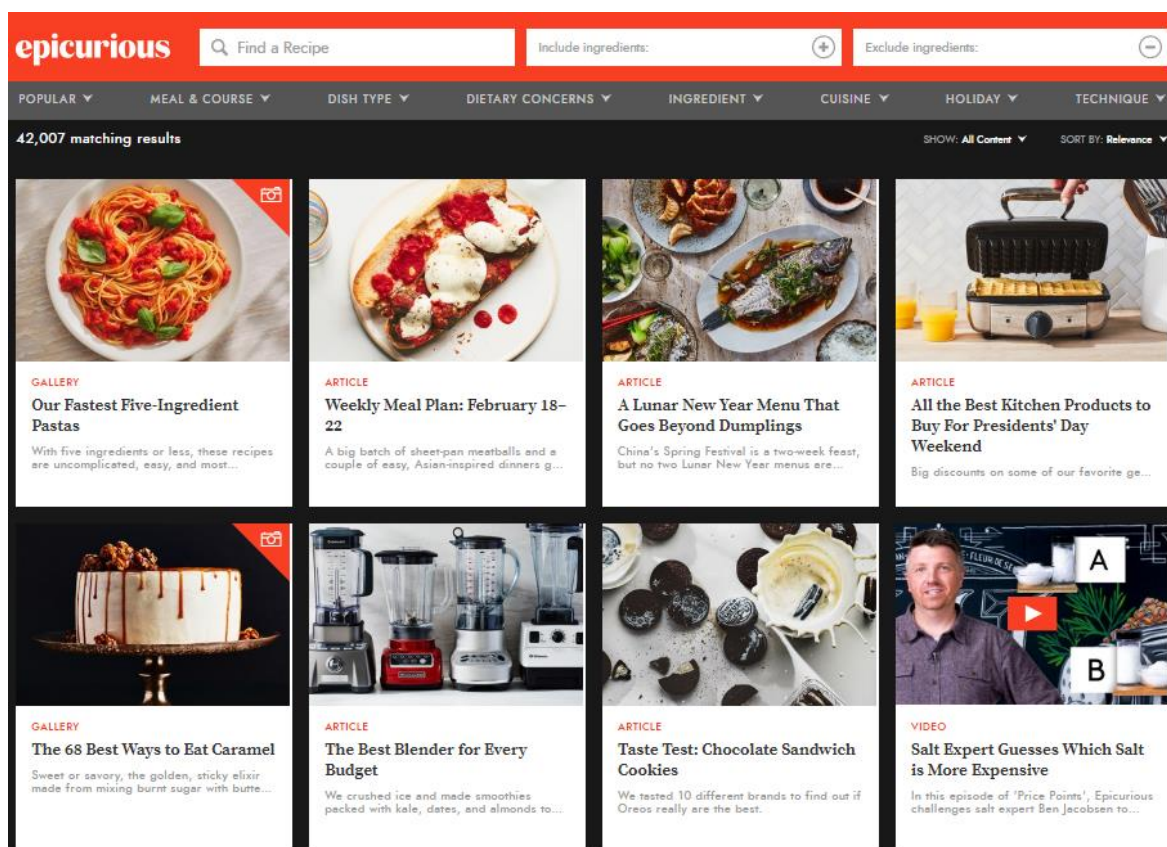 epicurious
Find a Recipe
Include ingredients:
Exclude ingredients:
POPULAR MEAL & COURSE DISH TYPE DIETARY CONCERNS INGREDIENT CUISINE HOLIDAY TECHNIQUE
42,007 matching results
SHOW: All Content SORT BY: Relevance
GALLERY
Our Fastest Five-Ingredient
Pastas
With five ingredients or less, these recipes
are uncomplicated, easy, and most...
ARTICLE
Weekly Meal Plan: February 18–
22
A big batch of sheet-pan meatballs and a
couple of easy, Asian-inspired dinners g...
ARTICLE
A Lunar New Year Menu That
Goes Beyond Dumplings
China's Spring Festival is a two-week feast,
but no two Lunar New Year menus are...
ARTICLE
All the Best Kitchen Products to
Buy For Presidents' Day
Weekend
Big discounts on some of our favorite ge...
GALLERY
The 68 Best Ways to Eat Caramel
Sweet or savory, the golden, sticky elixir
made from mixing burnt sugar with butte...
ARTICLE
The Best Blender for Every
Budget
We crushed ice and made smoothies
packed with kale, dates, and almonds to...
ARTICLE
Taste Test: Chocolate Sandwich
Cookies
We tasted 10 different brands to find out if
Oreos really are the best.
FLEUR DE SE
A
B
VIDEO
Salt Expert Guesses Which Salt
is More Expensive
In this episode of 'Price Points', Epicurious
challenges salt expert Ben Jacobsen to...